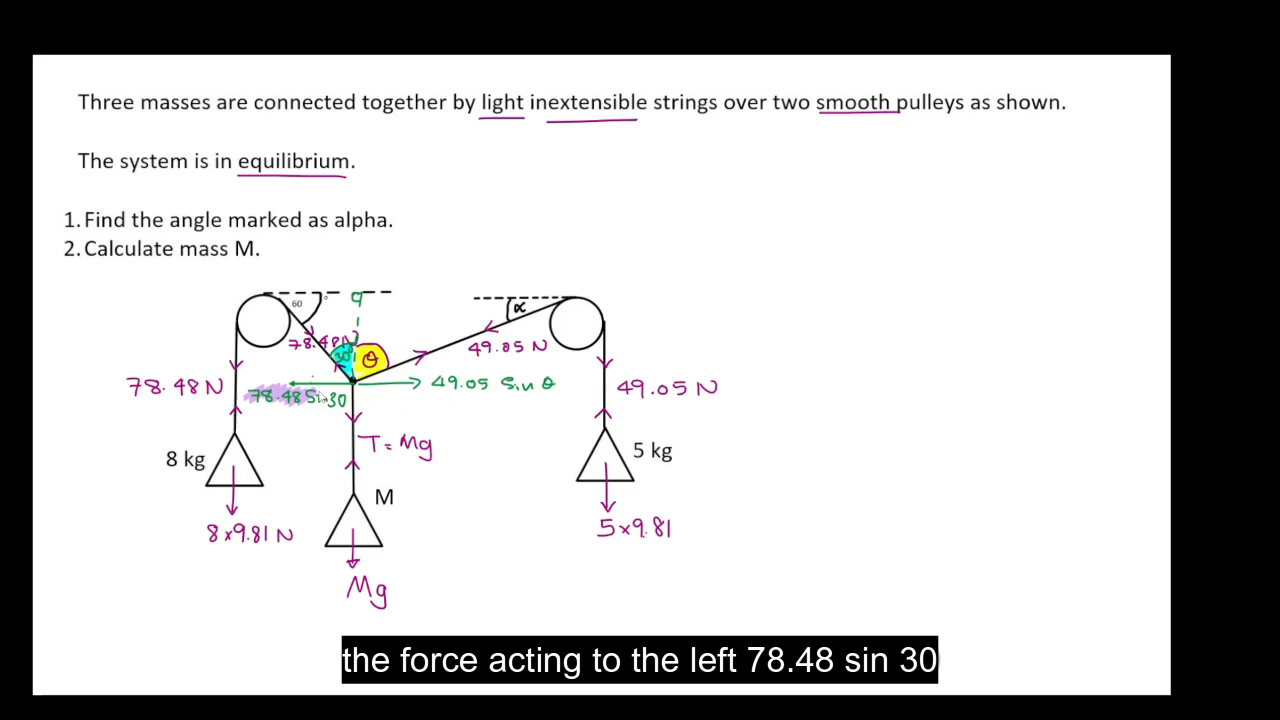 Three masses are connected together by light inextensible strings over two smooth pulleys as shown.
The system is in equilibrium.
1. Find the angle marked as alpha.
2. Calculate mass M.
60 °
α
78.48N
30
θ
49.05 N
78.48 N
78.48 Sin 30
49.05 Sin θ
49.05 N
T = Mg
8 kg
5 kg
M
8×9.81 N
5×9.81
Mg
the force acting to the left 78.48 sin 30